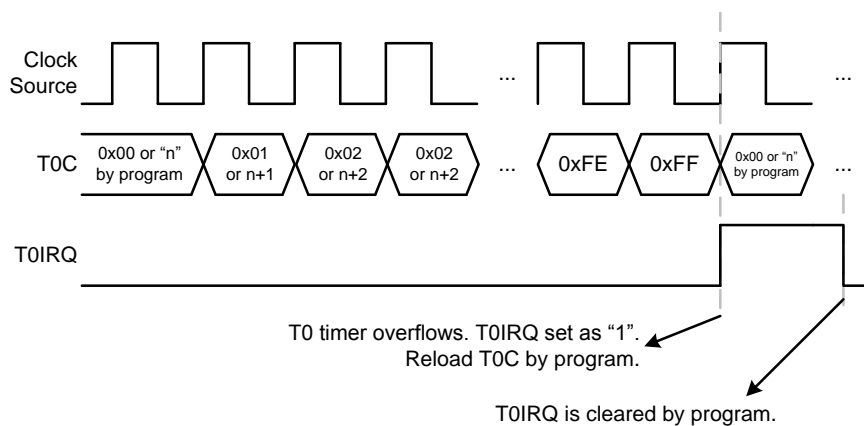 Clock
Source
...
...
T0C
0x00 or “n”
by program
0x01
or n+1
0x02
or n+2
0x02
or n+2
...
0xFE
0xFF
0x00 or “n”
by program
...
T0IRQ
T0 timer overflows. T0IRQ set as “1”.
Reload T0C by program.
T0IRQ is cleared by program.